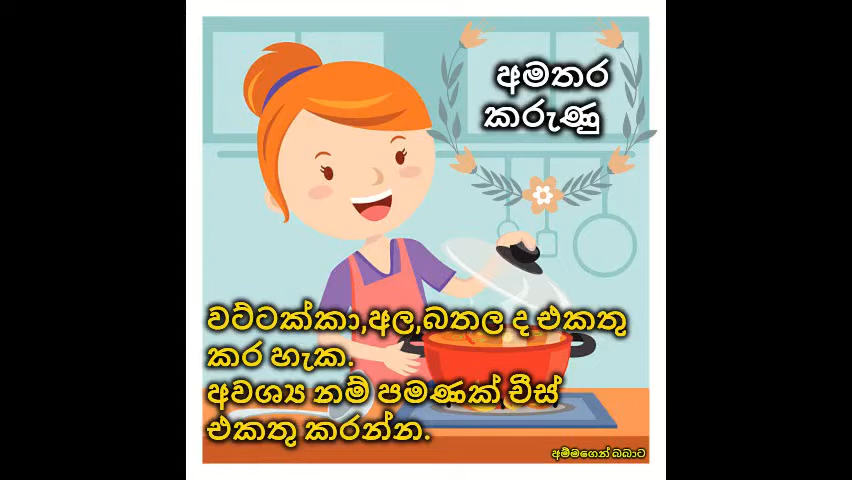 අමතර
කරුණු
වට්ටක්කා,අල,බතල ද එකතු
කර හැක.
අවශ්‍ය නම් පමණක් චීස්
එකතු කරන්න.
අම්මගෙන් බබාට